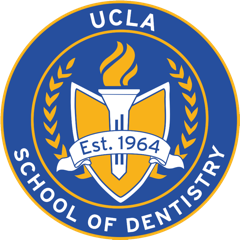 UCLA
Est. 1964
SCHOOL OF DENTISTRY